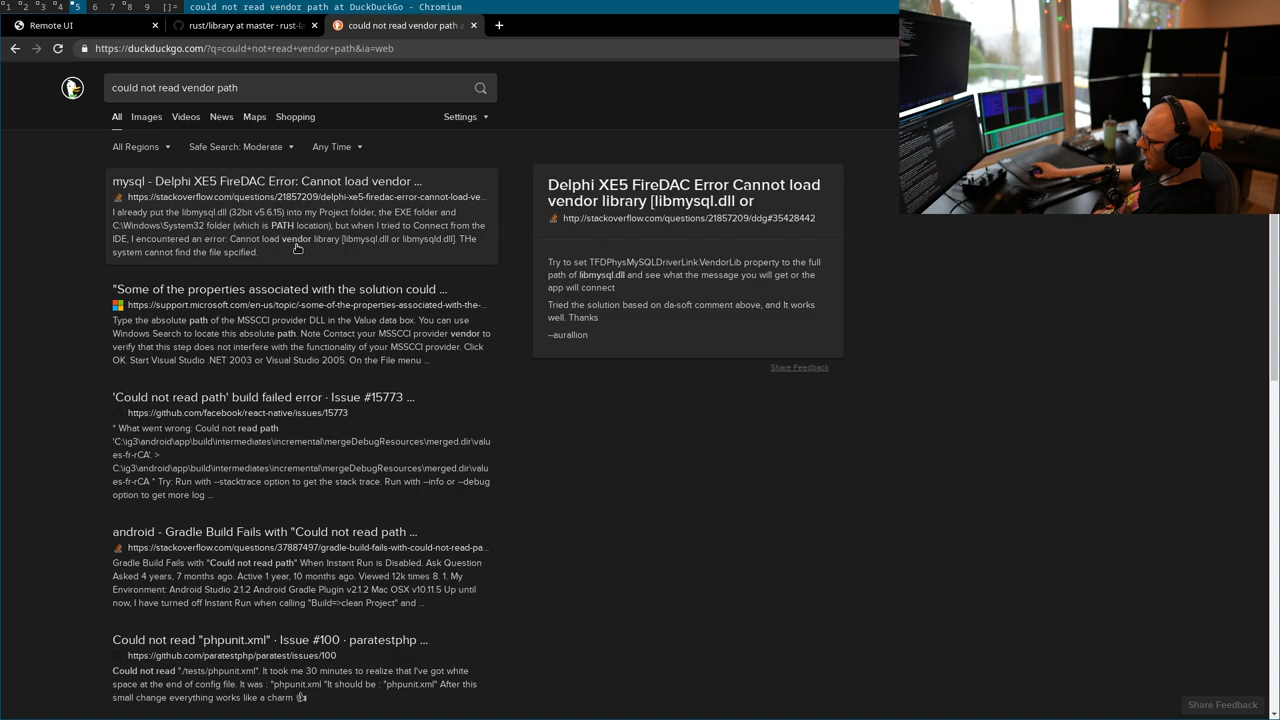 1 2 3 4 5 6 7 8 9 []= could not read vendor path at DuckDuckGo - Chromium
Remote UI × rust/library at master · rust-l × could not read vendor path a × +
https://duckduckgo.com/?q=could+not+read+vendor+path&ia=web
could not read vendor path
All Images Videos News Maps Shopping Settings
All Regions Safe Search: Moderate Any Time
mysql - Delphi XE5 FireDAC Error: Cannot load vendor ...
https://stackoverflow.com/questions/21857209/delphi-xe5-firedac-error-cannot-load-ve...
I already put the libmysql.dll (32bit v5.6.15) into my Project folder, the EXE folder and
C:\Windows\System32 folder (which is PATH location), but when I tried to Connect from the
IDE, I encountered an error: Cannot load vendor library [libmysql.dll or libmysqld.dll]. THe
system cannot find the file spcified.
"Some of the properties associated with the solution could ...
https://support.microsoft.com/en-us/topic/-some-of-the-properties-associated-with-the-...
Type the absolute path of the MSSCCI provider DLL in the Value data box. You can use
Windows Search to locate this absolute path. Note Contact your MSSCCI provider vendor to
verify that this step does not interfere with the functionality of your MSSCCI provider. Click
OK. Start Visual Studio .NET 2003 or Visual Studio 2005. On the File menu ...
'Could not read path' build failed error · Issue #15773 ...
https://github.com/facebook/react-native/issues/15773
* What went wrong: Could not read path
'C:\ig3\android\app\build\intermediates\incremental\mergeDebugResources\merged.dir\valu
es-fr-rCA'. >
C:\ig3\android\app\build\intermediates\incremental\mergeDebugResources\merged.dir\valu
es-fr-rCA * Try: Run with --stacktrace option to get the stack trace. Run with --info or --debug
option to get more log ...
android - Gradle Build Fails with "Could not read path ...
https://stackoverflow.com/questions/37887497/gradle-build-fails-with-could-not-read-pa...
Gradle Build Fails with "Could not read path" When Instant Run is Disabled. Ask Question
Asked 4 years, 7 months ago. Active 1 year, 10 months ago. Viewed 12k times 8. 1. My
Environment: Android Studio 2.1.2 Android Gradle Plugin v2.1.2 Mac OSX v10.11.5 Up until
now, I have turned off Instant Run when calling "Build=>clean Project" and ...
Could not read "phpunit.xml" · Issue #100 · paratestphp ...
https://github.com/paratestphp/paratest/issues/100
Could not read "./tests/phpunit.xml". It took me 30 minutes to realize that I've got white
space at the end of config file. It was : "phpunit.xml "It should be : "phpunit.xml" After this
small change everything works like a charm 👍
Delphi XE5 FireDAC Error Cannot load
vendor library [libmysql.dll or
http://stackoverflow.com/questions/21857209/ddg#35428442
Try to set TFDPhysMySQLDriverLink.VendorLib property to the full
path of libmysql.dll and see what the message you will get or the
app will connect
Tried the solution based on da-soft comment above, and It works
well. Thanks
--aurallion
Share Feedback
Share Feedback